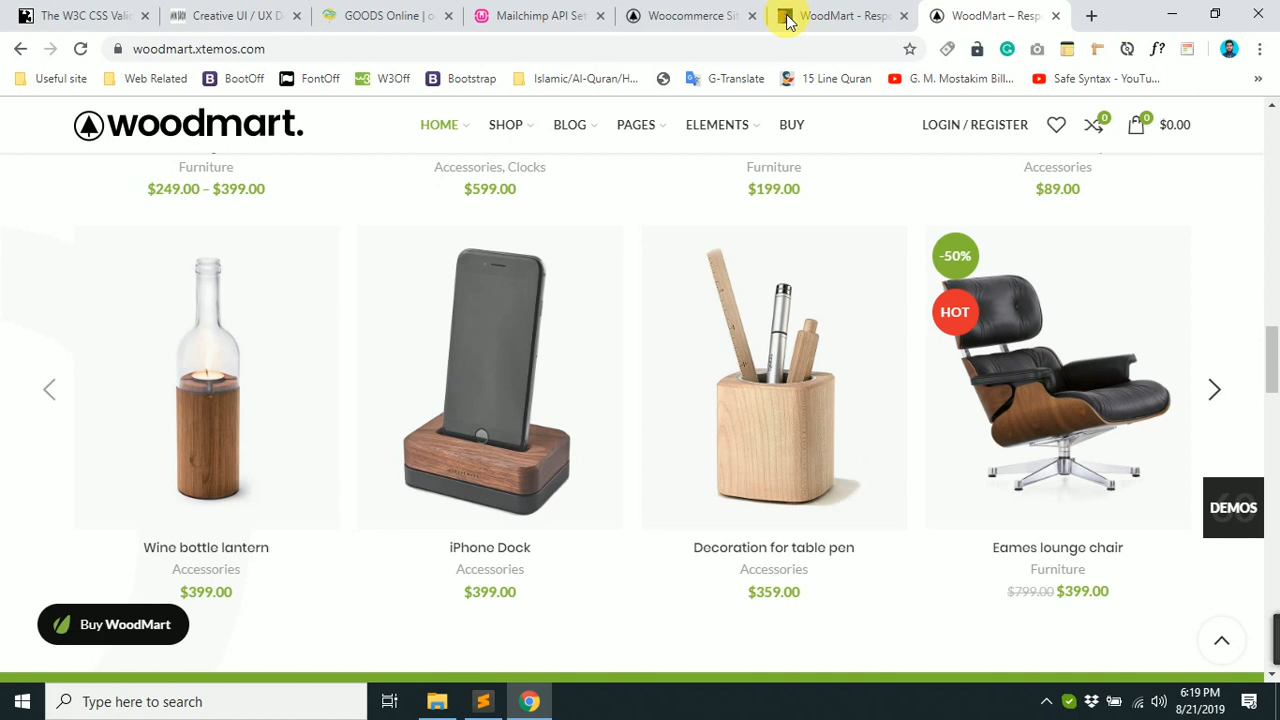 The W3C CSS Vali
Creative UI / UX D
GOODS Online | o
Mailchimp API Set
Woocommerce Sit
WoodMart - Resp
WoodMart – Resp
woodmart.xtemos.com
Useful site
Web Related
BootOff
FontOff
W3Off
Bootstrap
Islamic/Al-Quran/H...
G-Translate
15 Line Quran
G. M. Mostakim Bill...
Safe Syntax - YouTu...
woodmart.
HOME
SHOP
BLOG
PAGES
ELEMENTS
BUY
LOGIN / REGISTER
0
0
$0.00
Furniture
Accessories, Clocks
Furniture
Accessories
$249.00 – $399.00
$599.00
$199.00
$89.00
-50%
HOT
DEMOS
Wine bottle lantern
iPhone Dock
Decoration for table pen
Eames lounge chair
Accessories
Accessories
Accessories
Furniture
$399.00
$399.00
$359.00
$799.00 $399.00
Buy WoodMart
Type here to search
6:19 PM
8/21/2019